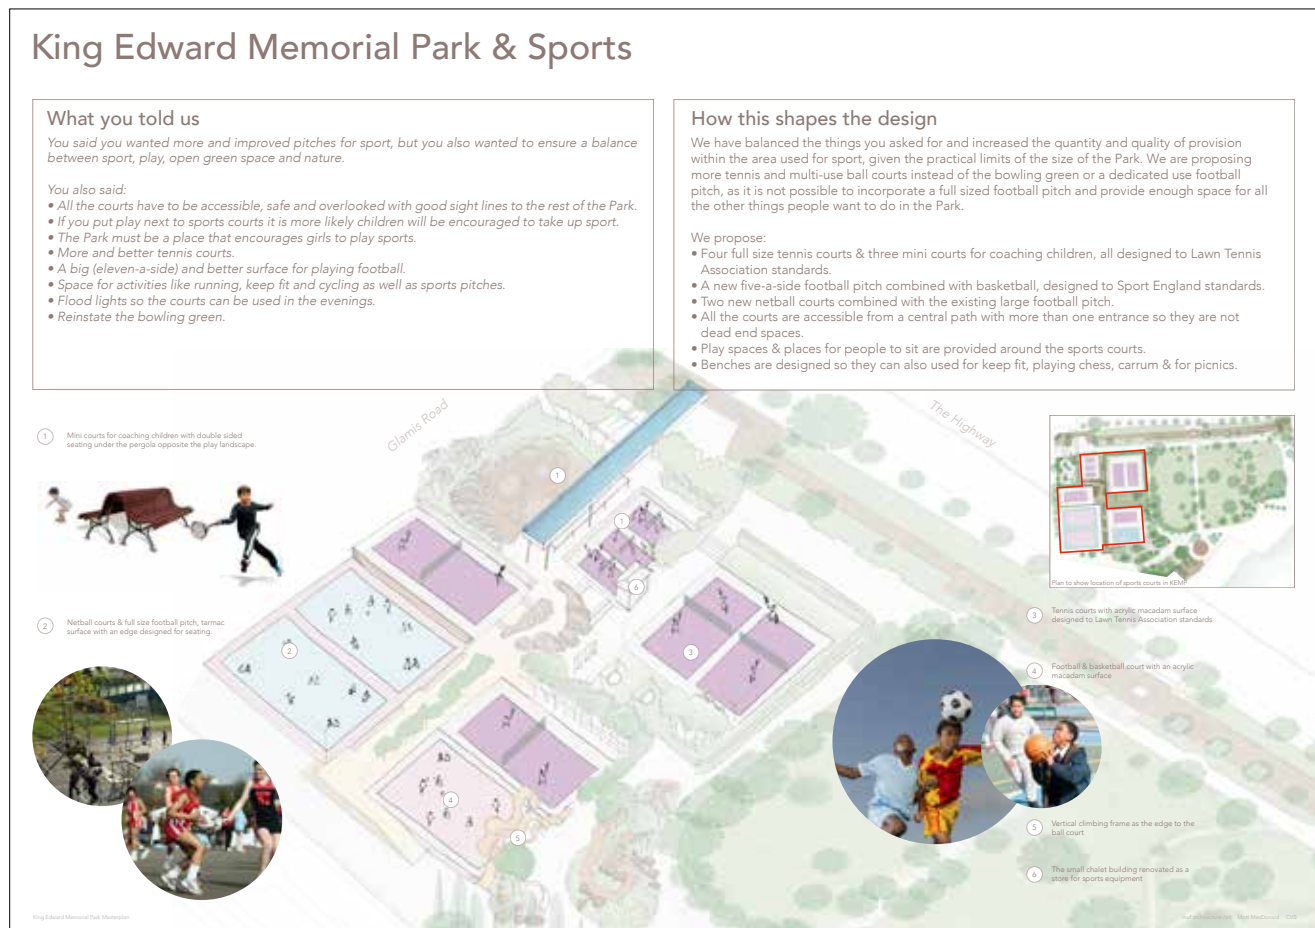 King Edward Memorial Park & Sports
What you told us
You said you wanted more and improved pitches for sport, but you also wanted to ensure a balance
between sport, play, open green space and nature.
You also said:
• All the courts have to be accessible, safe and overlooked with good sight lines to the rest of the Park.
• If you put play next to sports courts it is more likely children will be encouraged to take up sport.
• The Park must be a place that encourages girls to play sports.
• More and better tennis courts.
• A big (eleven-a-side) and better surface for playing football.
• Space for activities like running, keep fit and cycling as well as sports pitches.
• Flood lights so the courts can be used in the evenings.
• Reinstate the bowling green.
How this shapes the design
We have balanced the things you asked for and increased the quantity and quality of provision
within the area used for sport, given the practical limits of the size of the Park. We are proposing
more tennis and multi-use ball courts instead of the bowling green or a dedicated use football
pitch, as it is not possible to incorporate a full sized football pitch and provide enough space for all
the other things people want to do in the Park.
We propose:
• Four full size tennis courts & three mini courts for coaching children, all designed to Lawn Tennis
Association standards.
• A new five-a-side football pitch combined with basketball, designed to Sport England standards.
• Two new netball courts combined with the existing large football pitch.
• All the courts are accessible from a central path with more than one entrance so they are not
dead end spaces.
• Play spaces & places for people to sit are provided around the sports courts.
• Benches are designed so they can also used for keep fit, playing chess, carrum & for picnics.
Glamis Road
The Highway
1
Mini courts for coaching children with double sided
seating under the pergola opposite the play landscape.
2
Netball courts & full size football pitch, tarmac
surface with an edge designed for seating.
1
1
6
2
3
4
5
Plan to show location of sports courts in KEMP
3
Tennis courts with acrylic macadam surface
designed to Lawn Tennis Association standards
4
Football & basketball court with an acrylic
macadam surface
5
Vertical climbing frame as the edge to the
ball court
6
The small chalet building renovated as a
store for sports equipment
King Edward Memorial Park Masterplan
Mott MacDonald